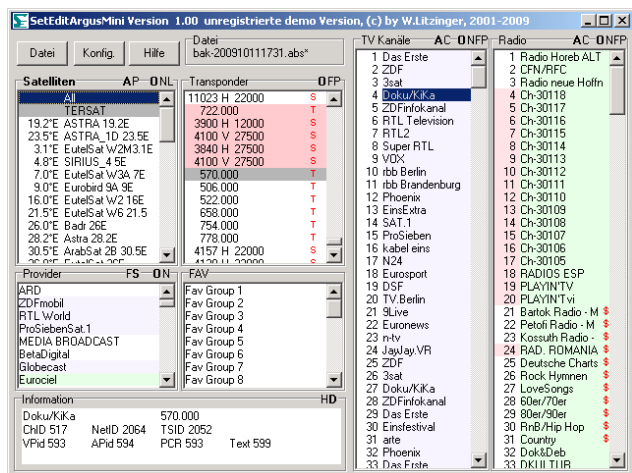 SetEditArgusMini Version 1.00 unregistrierte demo Version, (c) by W.Litzinger, 2001-2009
Datei
Konfig.
Hilfe
Datei
bak-200910111731.abs*
Satelliten AP ONL
All
TERSAT
19.2°E ASTRA 19.2E
23.5°E ASTRA_1D 23.5E
3.1°E EutelSat W2M3.1E
4.8°E SIRIUS_4 5E
7.0°E EutelSat W3A 7E
9.0°E Eurobird 9A 9E
16.0°E EutelSat W2 16E
21.5°E EutelSat W6 21.5
26.0°E Badr 26E
28.2°E Astra 28.2E
30.5°E ArabSat 2B 30.5E
Transponder OFP
11023 H 22000 S
722.000 T
3900 H 12000 S
4100 V 27500 S
3840 H 27500 S
4100 V 27500 S
570.000 T
506.000 T
522.000 T
658.000 T
754.000 T
778.000 T
4157 H 22000 S
Provider FS ON
ARD
ZDFmobil
RTL World
ProSiebenSat.1
MEDIA BROADCAST
BetaDigital
Globecast
Eurociel
FAV
Fav Group 1
Fav Group 2
Fav Group 3
Fav Group 4
Fav Group 5
Fav Group 6
Fav Group 7
Fav Group 8
Information HD
Doku/KiKa 570.000
ChID 517 NetID 2064 TSID 2052
VPid 593 APid 594 PCR 593 Text 599
TV Kanäle AC ONFP
1 Das Erste
2 ZDF
3 3sat
4 Doku/KiKa
5 ZDFinfokanal
6 RTL Television
7 RTL2
8 Super RTL
9 VOX
10 rbb Berlin
11 rbb Brandenburg
12 Phoenix
13 EinsExtra
14 SAT.1
15 ProSieben
16 kabel eins
17 N24
18 Eurosport
19 DSF
20 TV.Berlin
21 9Live
22 Euronews
23 n-tv
24 JayJay.VR
25 ZDF
26 3sat
27 Doku/KiKa
28 ZDFinfokanal
29 Das Erste
30 Einsfestival
31 arte
32 Phoenix
33 Das Erste
Radio AC ONFP
1 Radio Horeb ALT
2 CFN/RFC
3 Radio neue Hoffn
4 Ch-30118
5 Ch-30117
6 Ch-30116
7 Ch-30115
8 Ch-30114
9 Ch-30113
10 Ch-30112
11 Ch-30111
12 Ch-30110
13 Ch-30109
14 Ch-30108
15 Ch-30107
16 Ch-30106
17 Ch-30105
18 RADIOS ESP
19 PLAYIN'TV
20 PLAYIN'Tvi
21 Bartok Radio - M $
22 Petofi Radio - M $
23 Kossuth Radio - $
24 RAD. ROMANIA $
25 Deutsche Charts $
26 Rock Hymnen $
27 LoveSongs $
28 60er/70er $
29 80er/90er $
30 RnB/Hip Hop $
31 Country $
32 Dok&Deb
33 DKULTUR